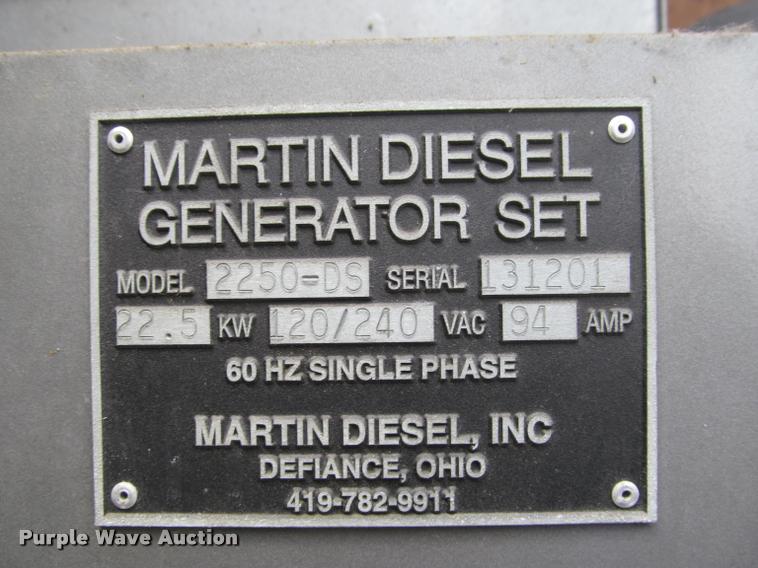 MARTIN DIESEL
GENERATOR SET
MODEL 2250-DS SERIAL 131201
22.5 KW 120/240 VAC 94 AMP
60 HZ SINGLE PHASE
MARTIN DIESEL, INC
DEFIANCE, OHIO
419-782-9911
Purple Wave Auction